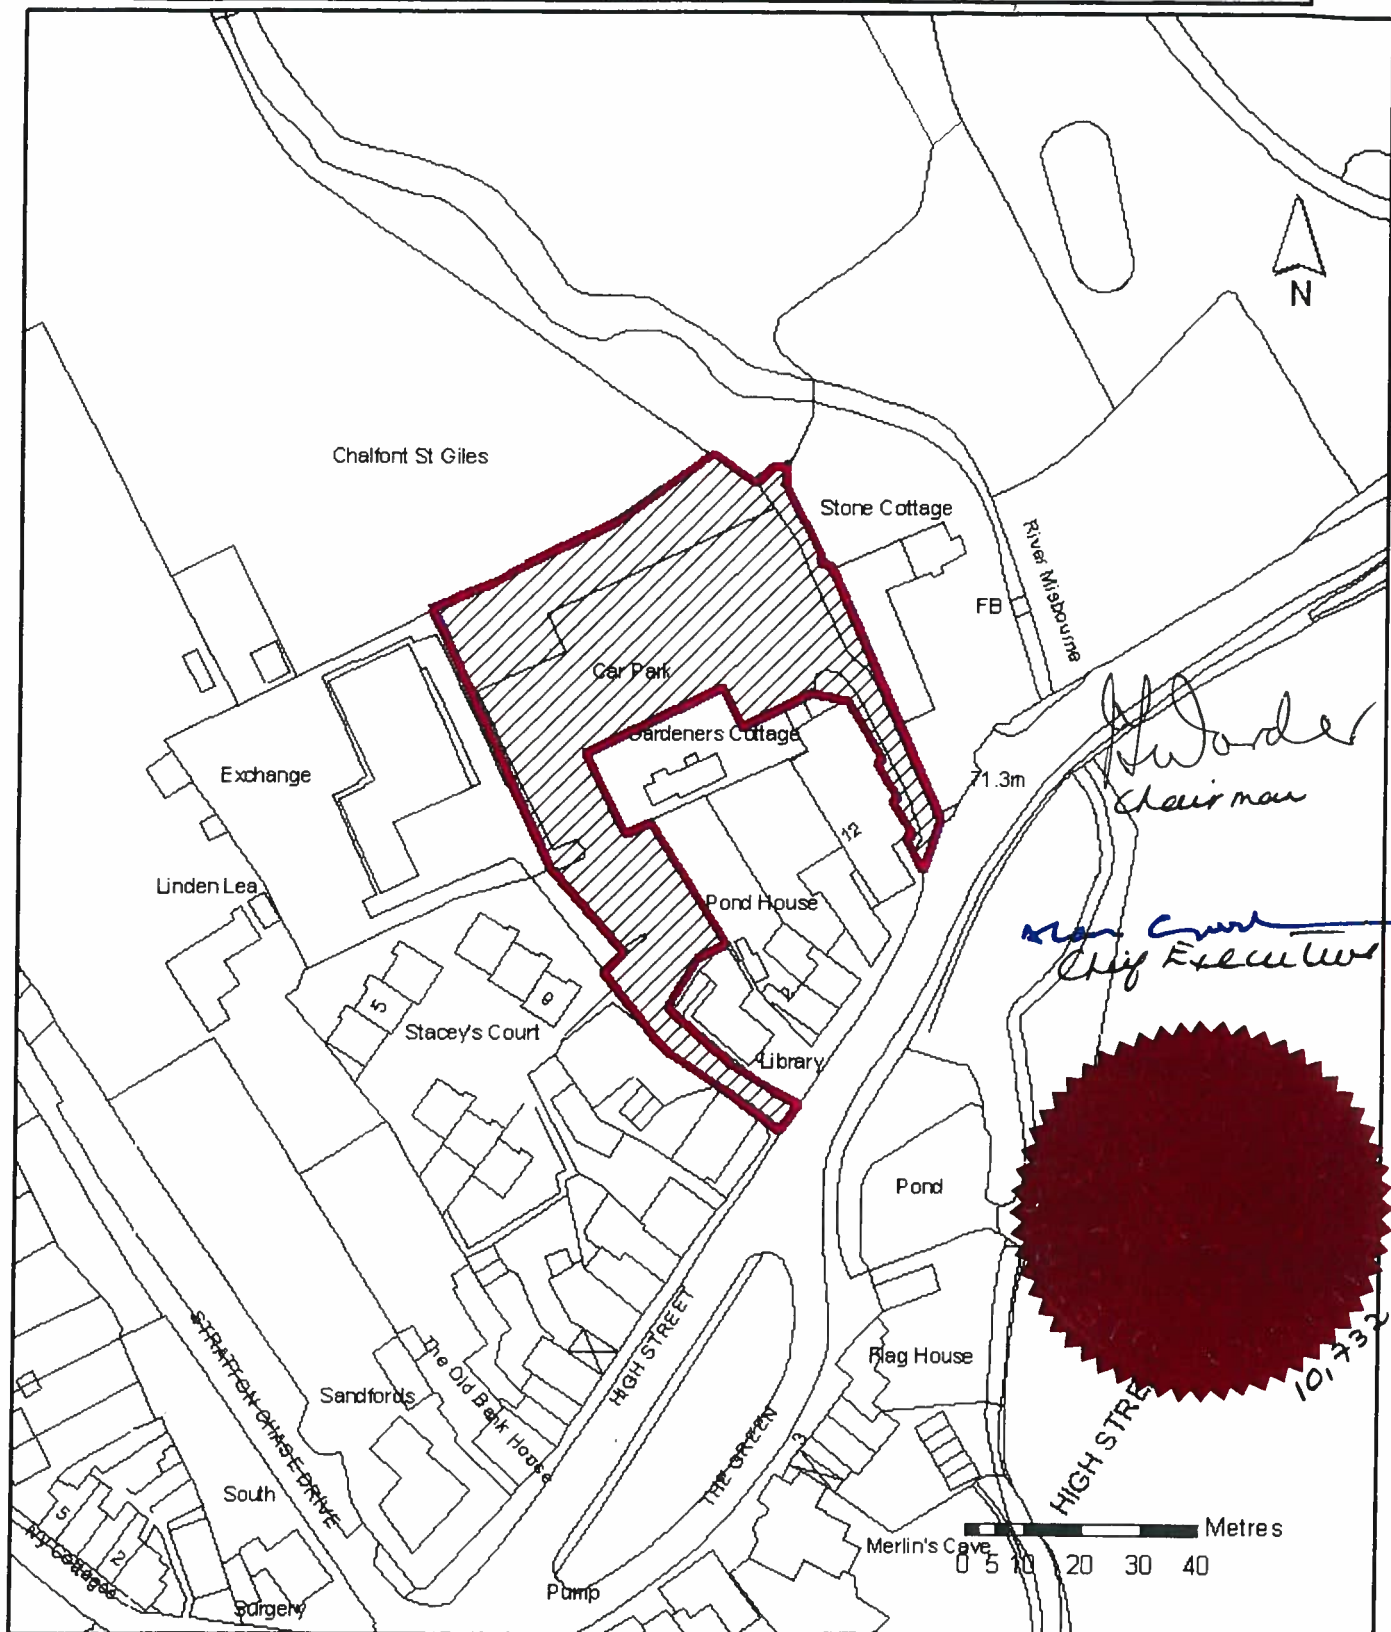 N
Chalfont St Giles
Stone Cottage
River Misbourne
FB
Car Park
Gardeners Cottage
Exchange
71.3m
Chairman
12
Linden Lea
Pond House
Chief Executive
5
9
2
Stacey's Court
Library
Pond
HIGH STREET
STRATTON CHASE DRIVE
The Old Bank House
Flag House
10,732
Sandfords
HIGH STRE
THE GREEN
3
South
5
2
Merlin's Cave
Metres
0 5 10 20 30 40
Pump
Surgery